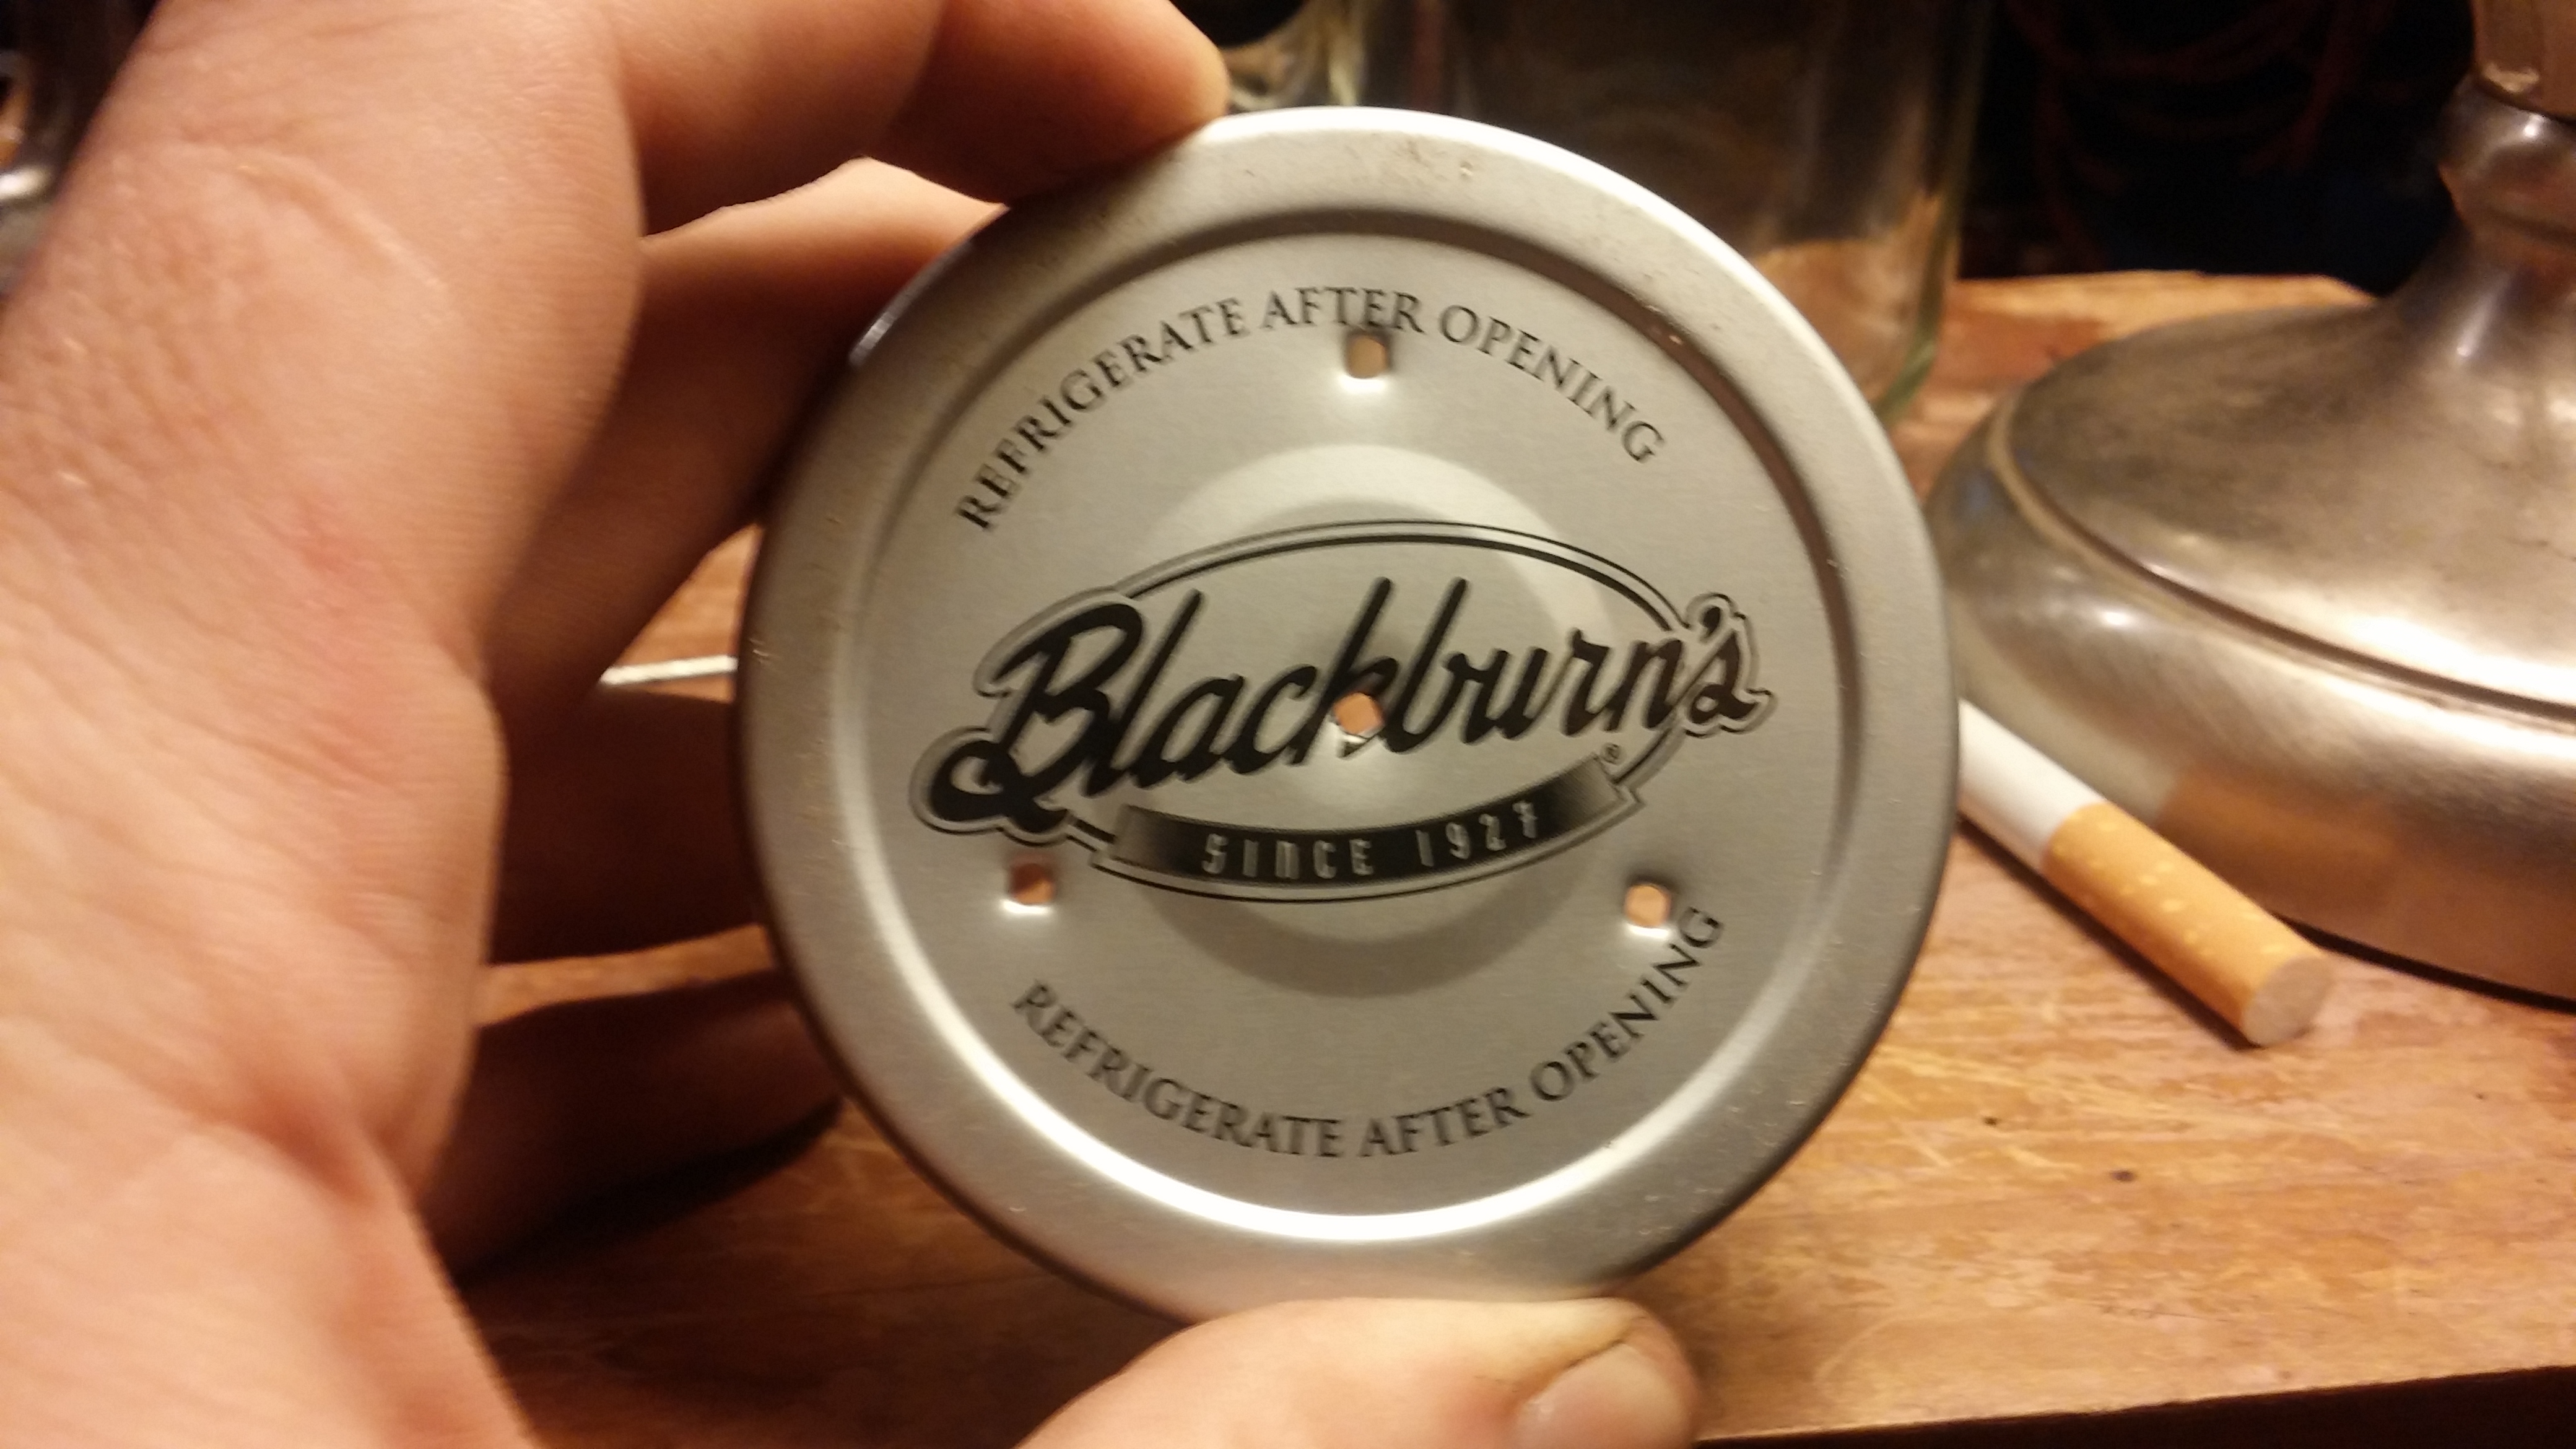 REFRIGERATE AFTER OPENING
Blackburn's®
SINCE 1927
REFRIGERATE AFTER OPENING